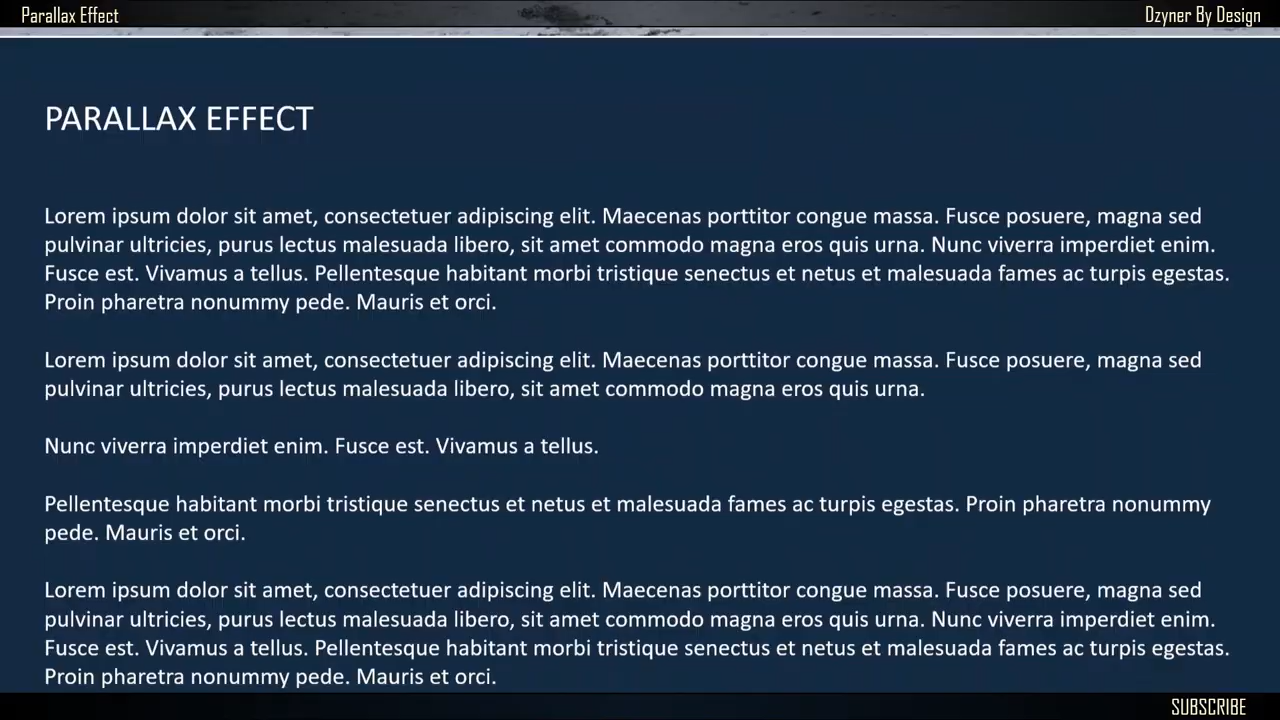 Parallax Effect
Dzyner By Design
PARALLAX EFFECT
Lorem ipsum dolor sit amet, consectetuer adipiscing elit. Maecenas porttitor congue massa. Fusce posuere, magna sed
pulvinar ultricies, purus lectus malesuada libero, sit amet commodo magna eros quis urna. Nunc viverra imperdiet enim.
Fusce est. Vivamus a tellus. Pellentesque habitant morbi tristique senectus et netus et malesuada fames ac turpis egestas.
Proin pharetra nonummy pede. Mauris et orci.
Lorem ipsum dolor sit amet, consectetuer adipiscing elit. Maecenas porttitor congue massa. Fusce posuere, magna sed
pulvinar ultricies, purus lectus malesuada libero, sit amet commodo magna eros quis urna.
Nunc viverra imperdiet enim. Fusce est. Vivamus a tellus.
Pellentesque habitant morbi tristique senectus et netus et malesuada fames ac turpis egestas. Proin pharetra nonummy
pede. Mauris et orci.
Lorem ipsum dolor sit amet, consectetuer adipiscing elit. Maecenas porttitor congue massa. Fusce posuere, magna sed
pulvinar ultricies, purus lectus malesuada libero, sit amet commodo magna eros quis urna. Nunc viverra imperdiet enim.
Fusce est. Vivamus a tellus. Pellentesque habitant morbi tristique senectus et netus et malesuada fames ac turpis egestas.
Proin pharetra nonummy pede. Mauris et orci.
SUBSCRIBE